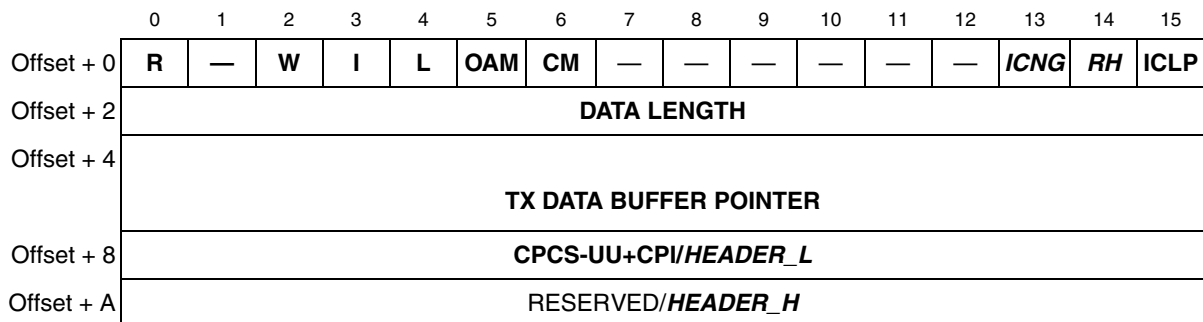 0 1 2 3 4 5 6 7 8 9 10 11 12 13 14 15
Offset + 0 R — W I L OAM CM — — — — — — ICNG RH ICLP
Offset + 2 DATA LENGTH
Offset + 4
TX DATA BUFFER POINTER
Offset + 8 CPCS-UU+CPI/HEADER_L
Offset + A RESERVED/HEADER_H